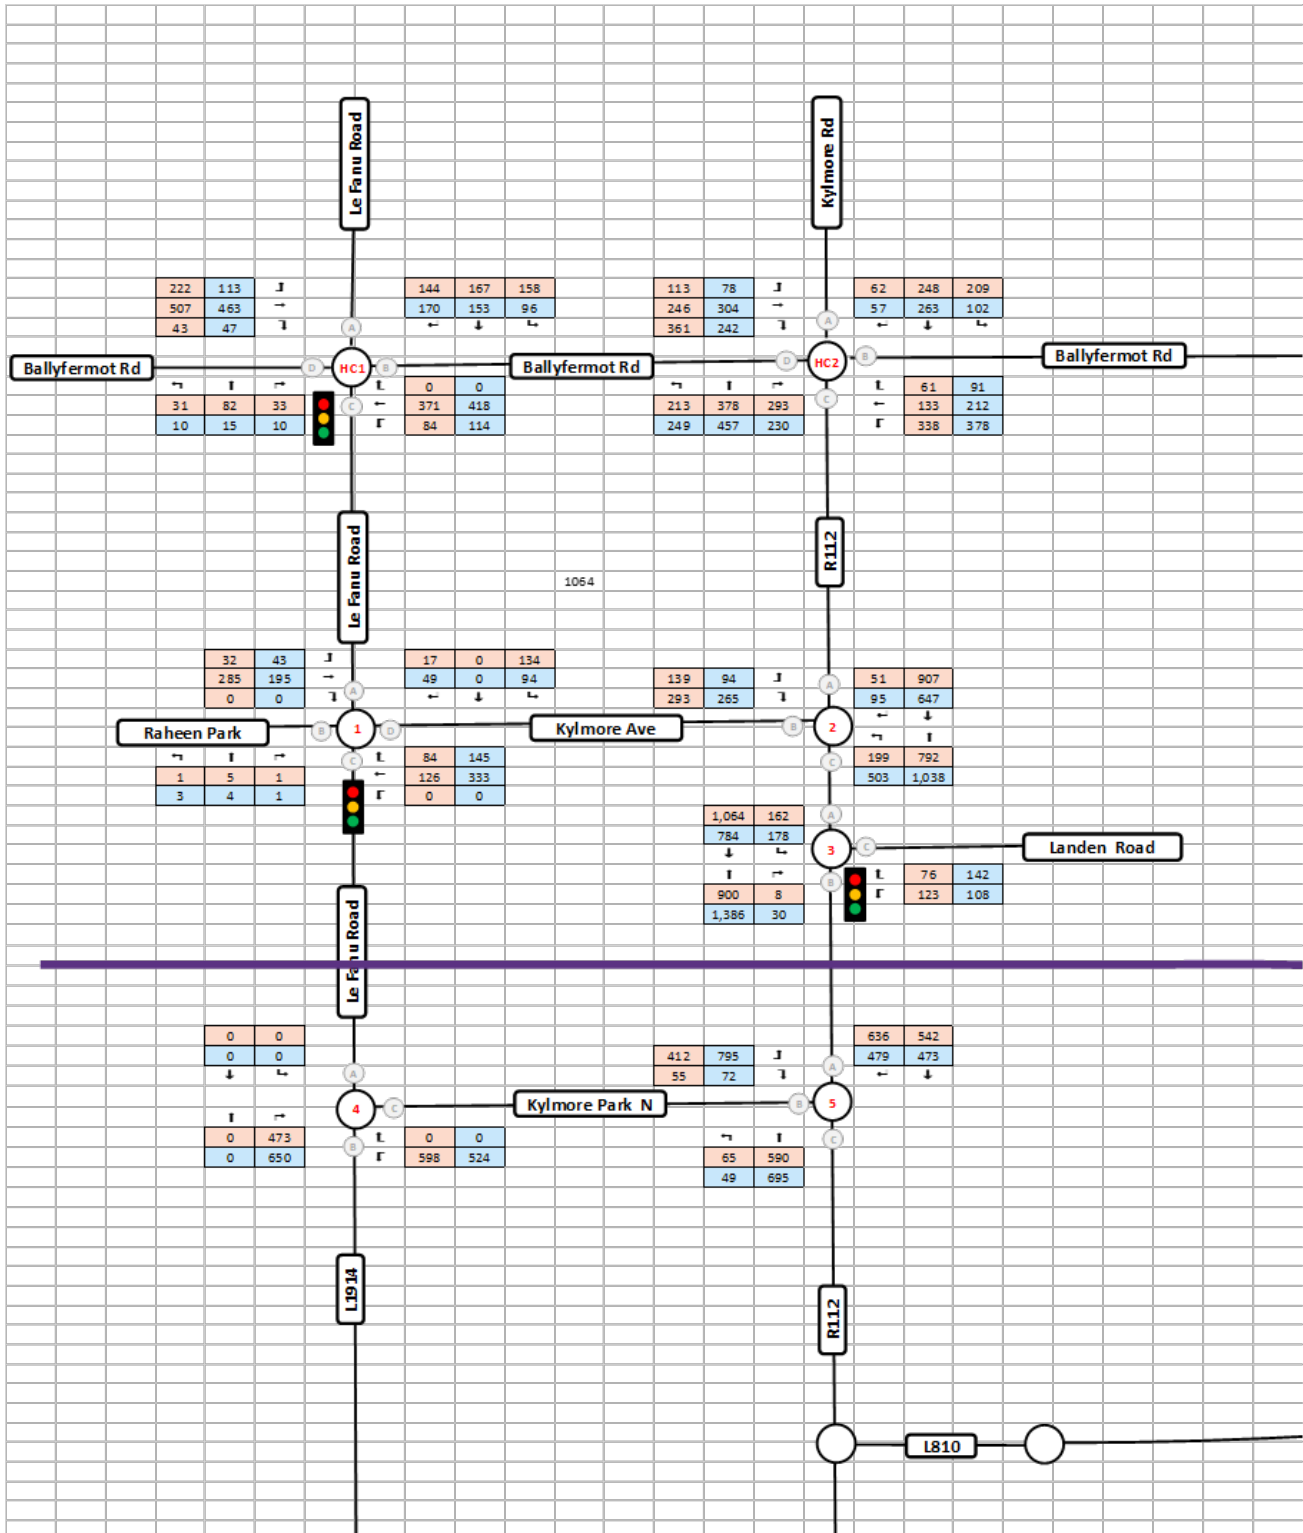 Le Fanu Road
Kylmore Rd
222 113
507 463
43 47
144 167 158
170 153 96
113 78
246 304
361 242
62 248 209
57 263 102
A
A
Ballyfermot Rd
D
HC1
B
Ballyfermot Rd
D
HC2
B
Ballyfermot Rd
C
C
31 82 33
10 15 10
0 0
371 418
84 114
213 378 293
249 457 230
61 91
133 212
338 378
Le Fanu Road
R112
1064
32 43
285 195
0 0
17 0 134
49 0 94
139 94
293 265
51 907
95 647
A
A
Raheen Park
B
1
D
Kylmore Ave
B
2
C
C
1 5 1
3 4 1
84 145
126 333
0 0
199 792
503 1,038
1,064 162
784 178
A
3
C
Landen Road
B
900 8
1,386 30
76 142
123 108
Le Fanu Road
0 0
0 0
412 795
55 72
636 542
479 473
A
A
4
C
Kylmore Park N
B
5
B
C
0 473
0 650
0 0
598 524
65 590
49 695
L1914
R112
L810